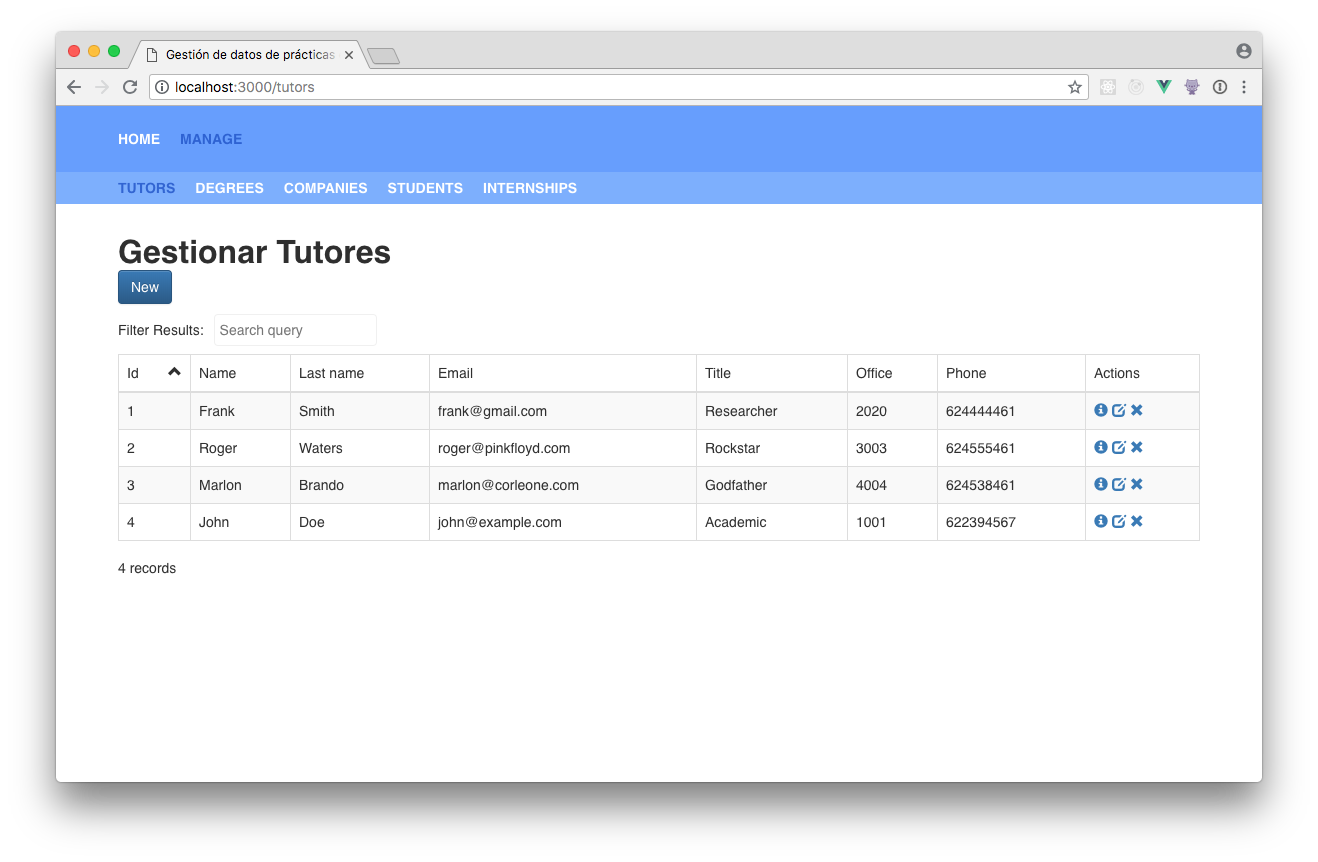 Gestión de datos de prácticas
localhost:3000/tutors
HOME MANAGE
TUTORS DEGREES COMPANIES STUDENTS INTERNSHIPS
Gestionar Tutores
New
Filter Results: Search query
Id Name Last name Email Title Office Phone Actions
1 Frank Smith frank@gmail.com Researcher 2020 624444461
2 Roger Waters roger@pinkfloyd.com Rockstar 3003 624555461
3 Marlon Brando marlon@corleone.com Godfather 4004 624538461
4 John Doe john@example.com Academic 1001 622394567
4 records